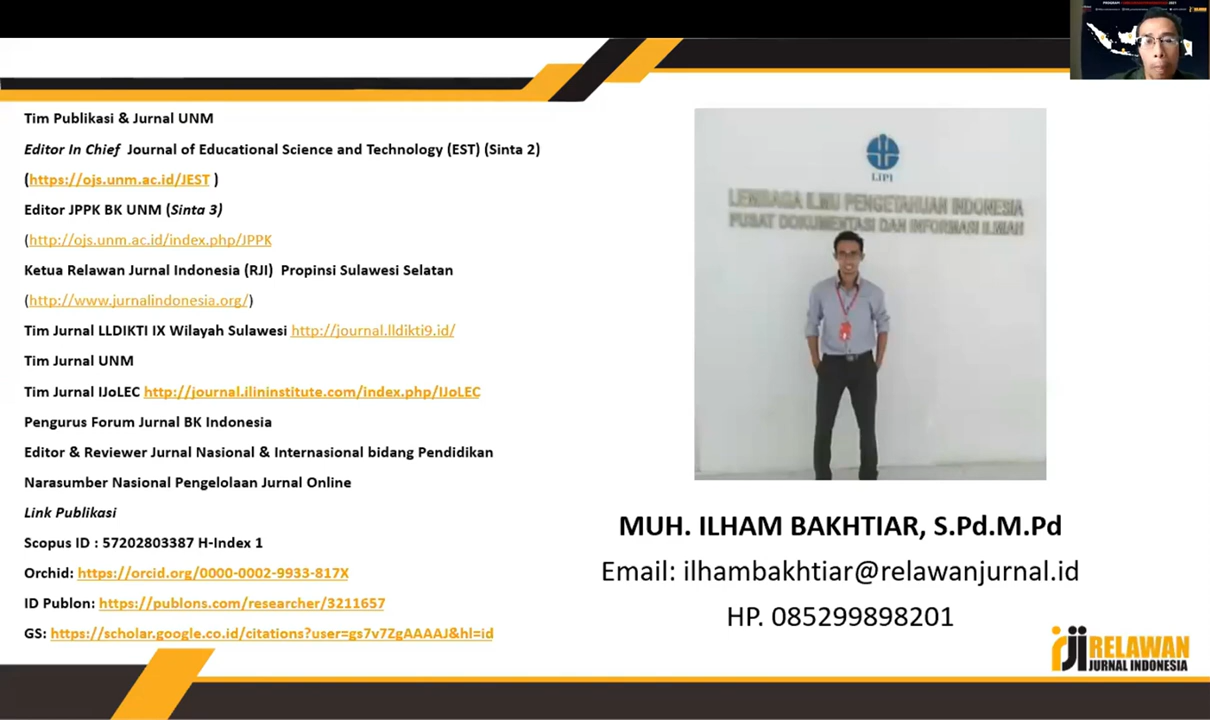 Tim Publikasi & Jurnal UNM
Editor In Chief Journal of Educational Science and Technology (EST) (Sinta 2)
(https://ojs.unm.ac.id/JEST )
Editor JPPK BK UNM (Sinta 3)
(http://ojs.unm.ac.id/index.php/JPPK
Ketua Relawan Jurnal Indonesia (RJI) Propinsi Sulawesi Selatan
(http://www.jurnalindonesia.org/)
Tim Jurnal LLDIKTI IX Wilayah Sulawesi http://journal.lldikti9.id/
Tim Jurnal UNM
Tim Jurnal IJoLEC http://journal.ilininstitute.com/index.php/IJoLEC
Pengurus Forum Jurnal BK Indonesia
Editor & Reviewer Jurnal Nasional & Internasional bidang Pendidikan
Narasumber Nasional Pengelolaan Jurnal Online
Link Publikasi
Scopus ID : 57202803387 H-Index 1
Orchid: https://orcid.org/0000-0002-9933-817X
ID Publon: https://publons.com/researcher/3211657
GS: https://scholar.google.co.id/citations?user=gs7v7ZgAAAAJ&hl=id
LIPI
LEMBAGA ILMU PENGETAHUAN INDONESIA
PUSAT DOKUMENTASI DAN INFORMASI ILMIAH
MUH. ILHAM BAKHTIAR, S.Pd.M.Pd
Email: ilhambakhtiar@relawanjurnal.id
HP. 085299898201
rji RELAWAN
JURNAL INDONESIA